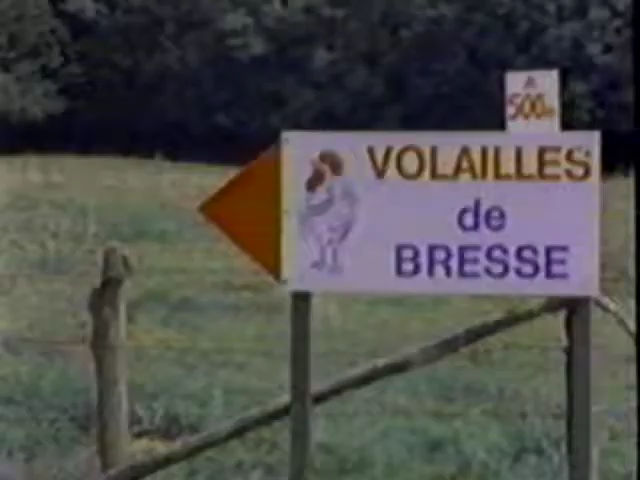 À
500m
VOLAILLES
de
BRESSE